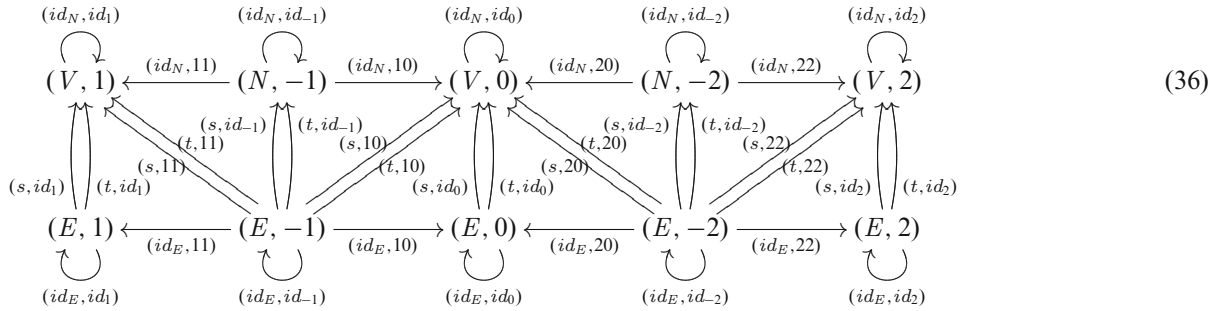 (id_N, id_1) (id_N, id_{-1}) (id_N, id_0) (id_N, id_{-2}) (id_N, id_2)
(V, 1) (id_N, 11) (N, −1) (id_N, 10) (V, 0) (id_N, 20) (N, −2) (id_N, 22) (V, 2) (36)
(s, id_{-1}) (t, id_{-1}) (s, id_{-2}) (t, id_{-2})
(t, 11) (s, 10) (t, 20) (s, 22)
(s, 11) (t, 10) (s, 20) (t, 22)
(s, id_1) (t, id_1) (s, id_0) (t, id_0) (s, id_2) (t, id_2)
(E, 1) (E, −1) (E, 0) (E, −2) (E, 2)
(id_E, 11) (id_E, 10) (id_E, 20) (id_E, 22)
(id_E, id_1) (id_E, id_{-1}) (id_E, id_0) (id_E, id_{-2}) (id_E, id_2)